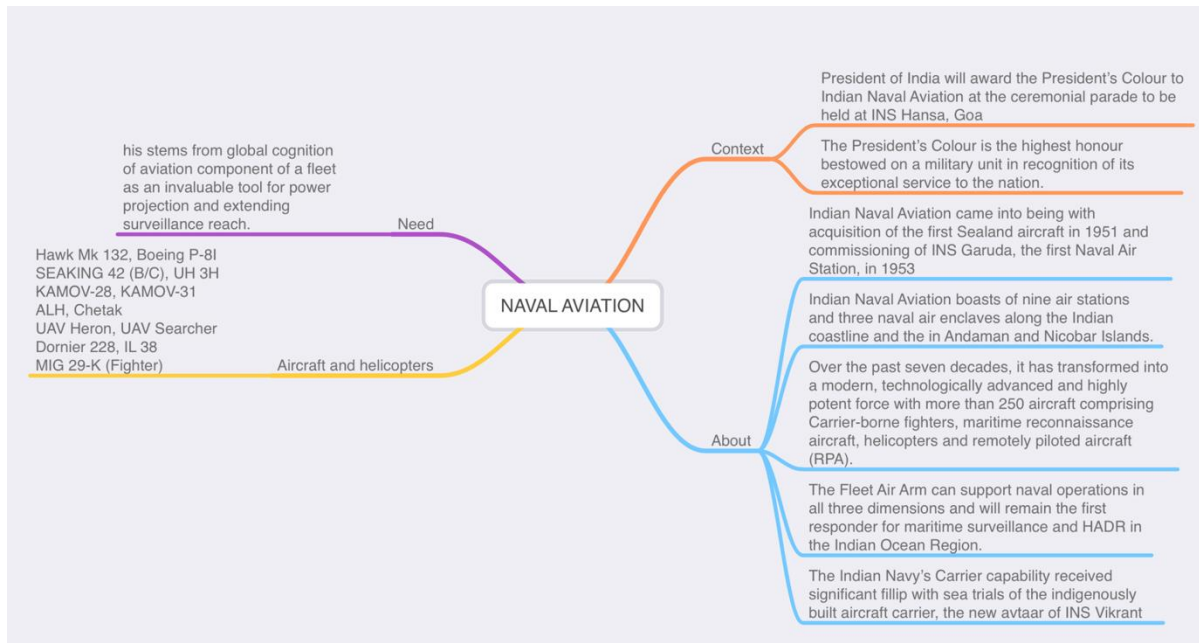 NAVAL AVIATION
Context
President of India will award the President’s Colour to
Indian Naval Aviation at the ceremonial parade to be
held at INS Hansa, Goa
The President’s Colour is the highest honour
bestowed on a military unit in recognition of its
exceptional service to the nation.
About
Indian Naval Aviation came into being with
acquisition of the first Sealand aircraft in 1951 and
commissioning of INS Garuda, the first Naval Air
Station, in 1953
Indian Naval Aviation boasts of nine air stations
and three naval air enclaves along the Indian
coastline and the in Andaman and Nicobar Islands.
Over the past seven decades, it has transformed into
a modern, technologically advanced and highly
potent force with more than 250 aircraft comprising
Carrier-borne fighters, maritime reconnaissance
aircraft, helicopters and remotely piloted aircraft
(RPA).
The Fleet Air Arm can support naval operations in
all three dimensions and will remain the first
responder for maritime surveillance and HADR in
the Indian Ocean Region.
The Indian Navy’s Carrier capability received
significant fillip with sea trials of the indigenously
built aircraft carrier, the new avtaar of INS Vikrant
Need
his stems from global cognition
of aviation component of a fleet
as an invaluable tool for power
projection and extending
surveillance reach.
Aircraft and helicopters
Hawk Mk 132, Boeing P-8I
SEAKING 42 (B/C), UH 3H
KAMOV-28, KAMOV-31
ALH, Chetak
UAV Heron, UAV Searcher
Dornier 228, IL 38
MIG 29-K (Fighter)